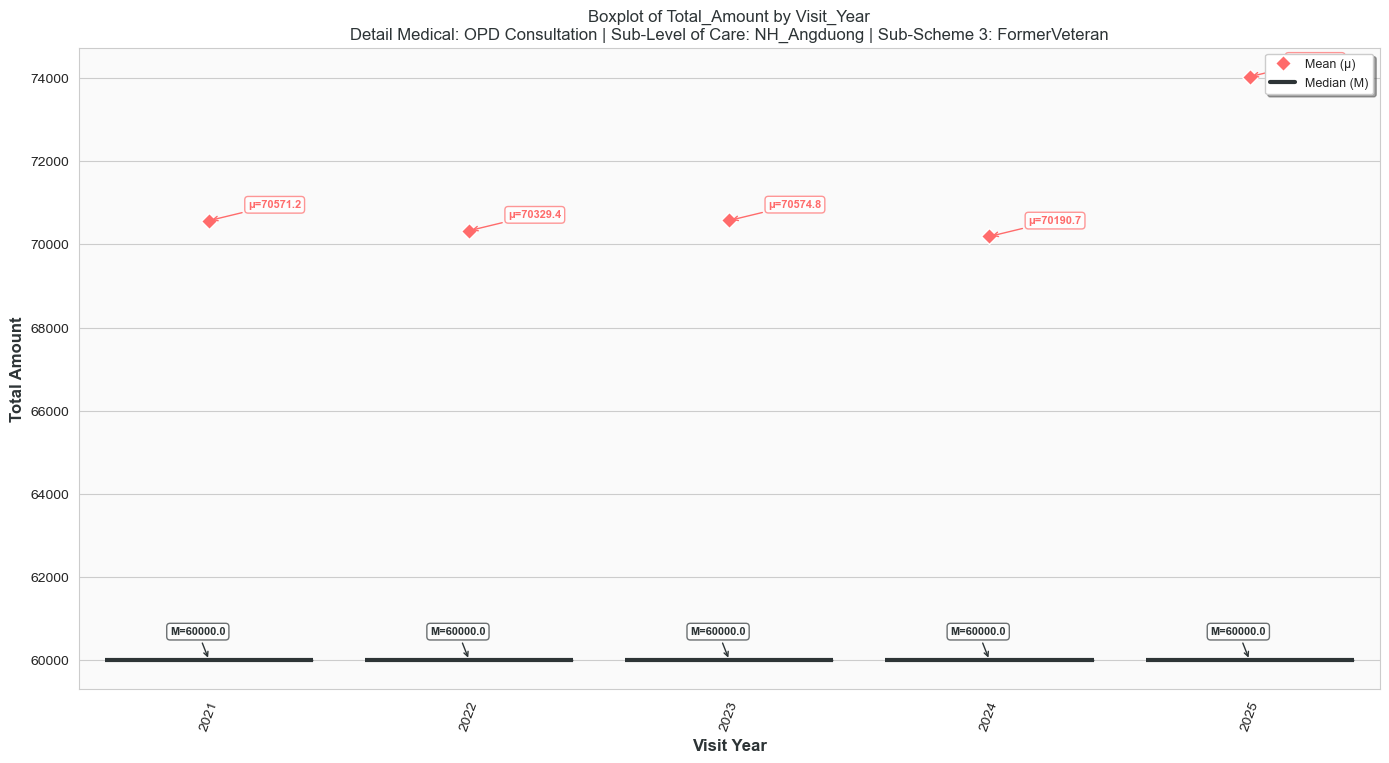 Boxplot of Total_Amount by Visit_Year
Detail Medical: OPD Consultation | Sub-Level of Care: NH_Angduong | Sub-Scheme 3: FormerVeteran
Mean (μ)
Median (M)
Total Amount
74000
72000
70000
68000
66000
64000
62000
60000
μ=70571.2
μ=70329.4
μ=70574.8
μ=70190.7
M=60000.0
M=60000.0
M=60000.0
M=60000.0
M=60000.0
2021
2022
2023
2024
2025
Visit Year